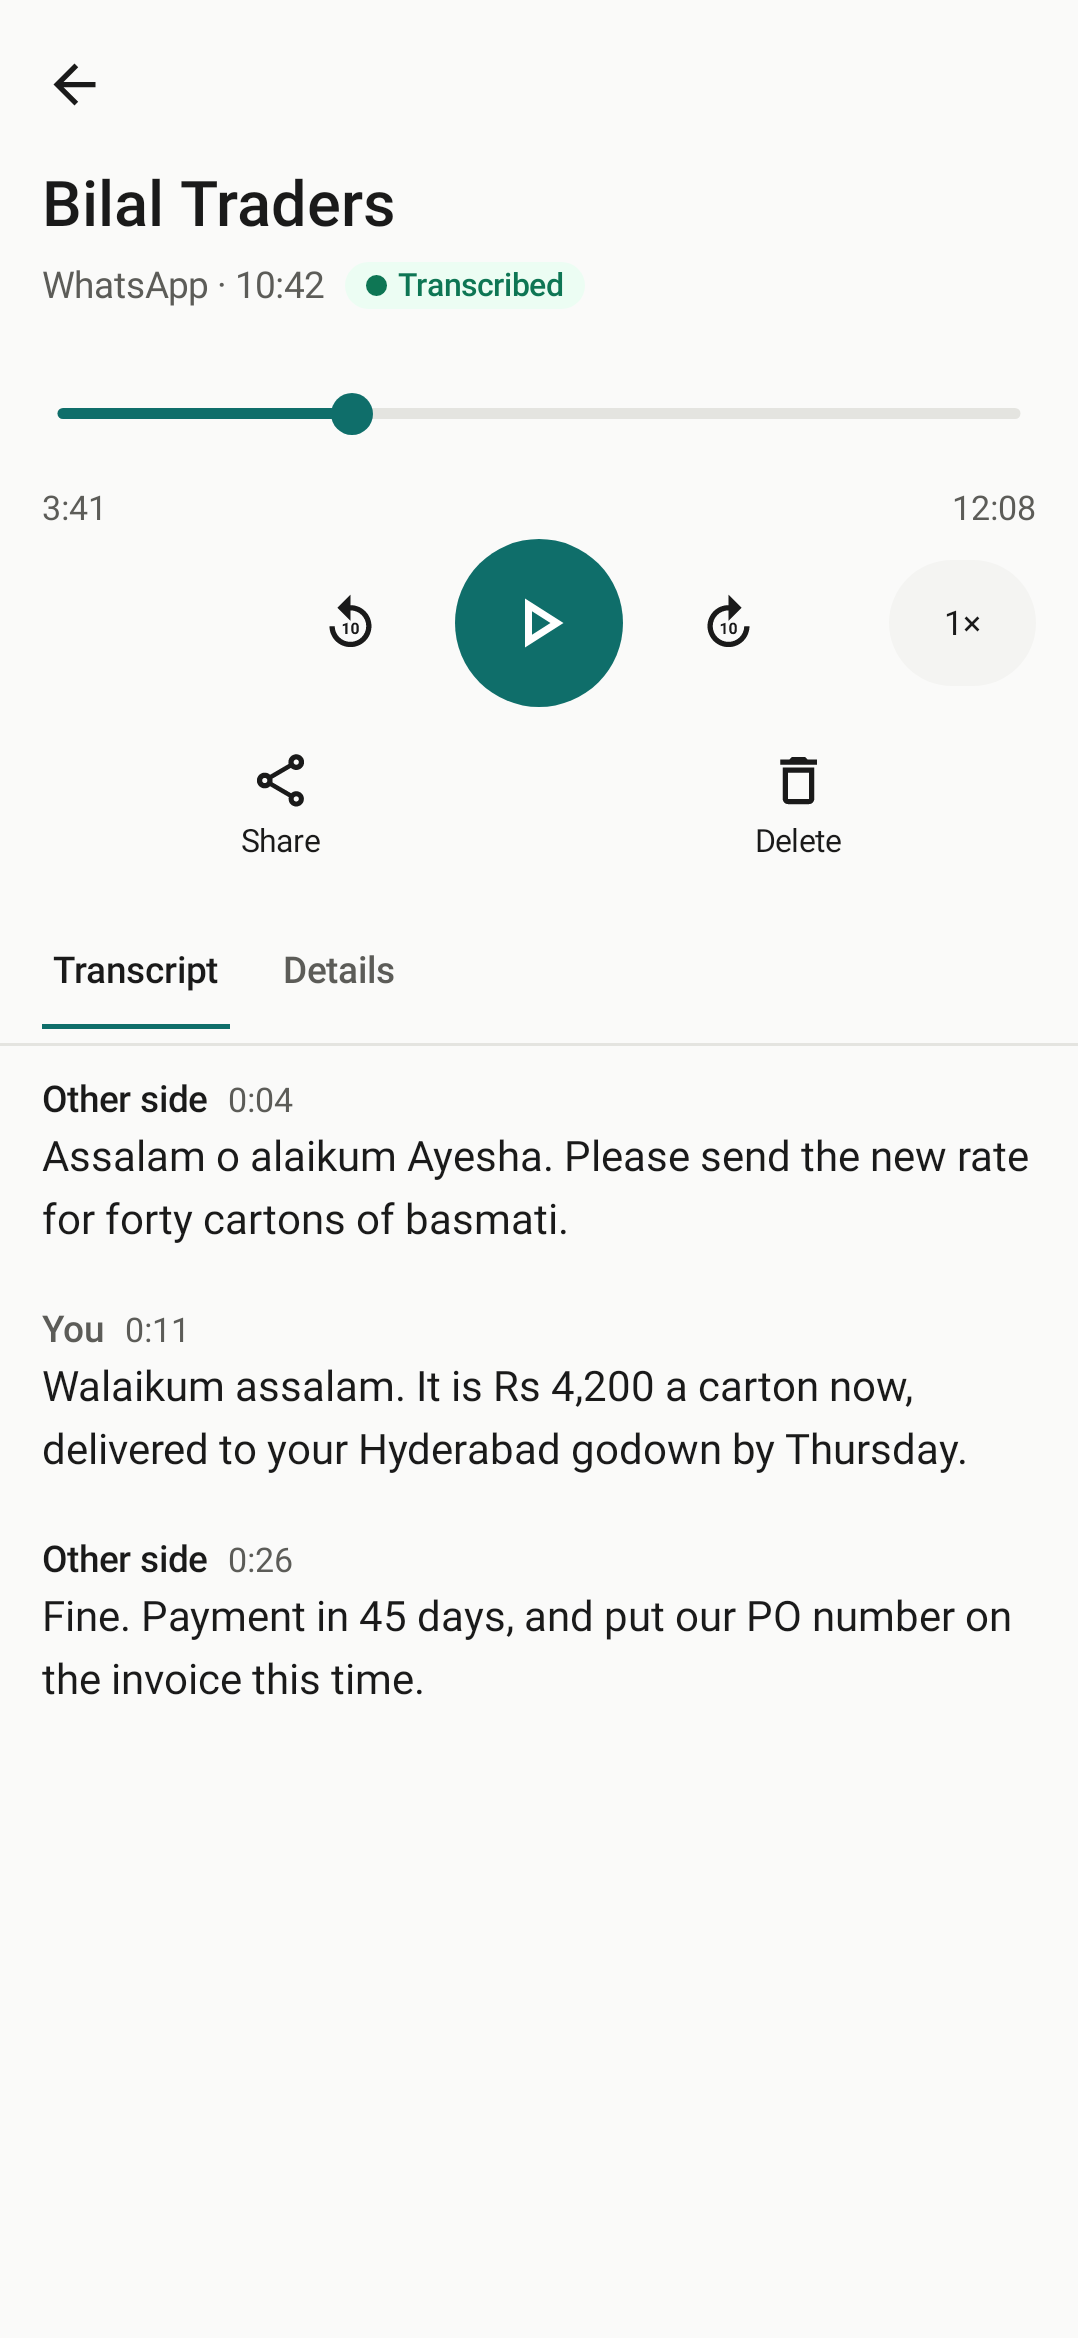 Bilal Traders
WhatsApp · 10:42 Transcribed
3:41 12:08
10 10 1×
Share Delete
Transcript Details
Other side 0:04
Assalam o alaikum Ayesha. Please send the new rate
for forty cartons of basmati.
You 0:11
Walaikum assalam. It is Rs 4,200 a carton now,
delivered to your Hyderabad godown by Thursday.
Other side 0:26
Fine. Payment in 45 days, and put our PO number on
the invoice this time.